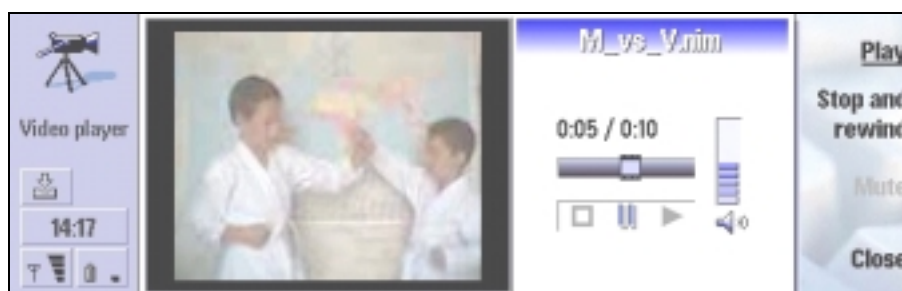 Video player
14:17
M_vs_V.nim
0:05 / 0:10
Play
Stop and
rewind
Mute
Close